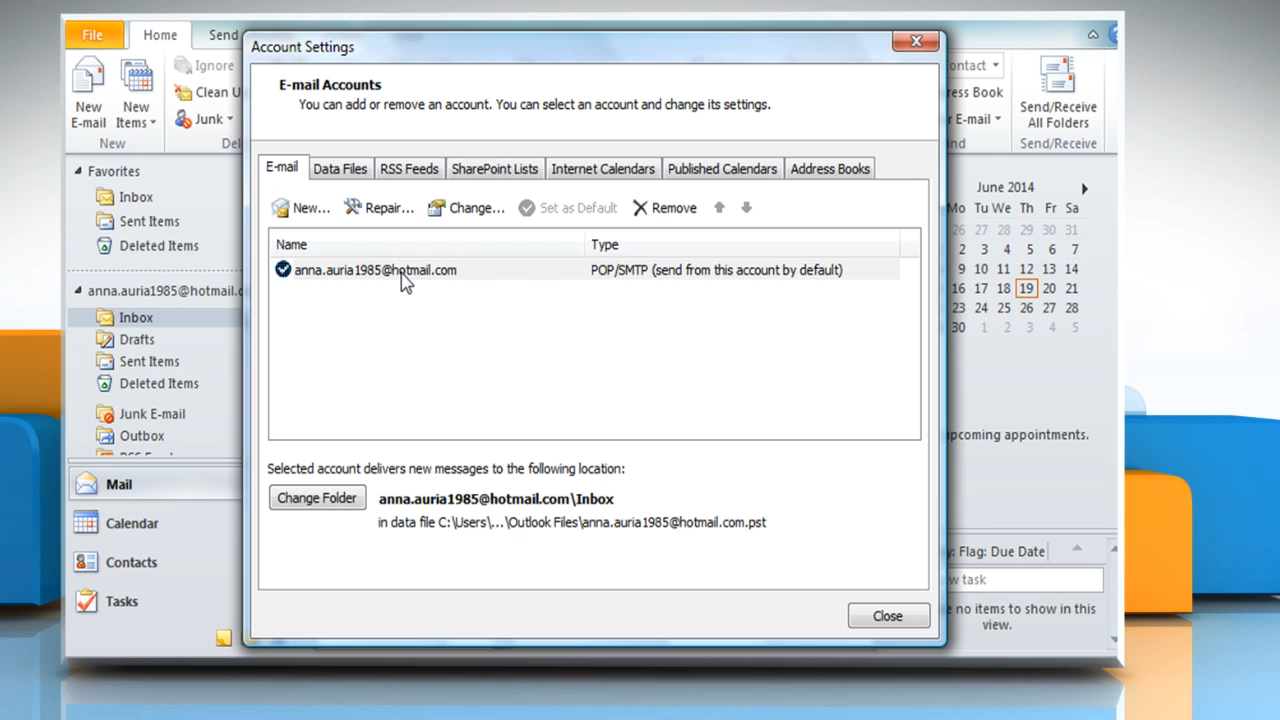 File
Home
Send
Ignore
Clean U
Junk
New E-mail
New Items
New
Del
Favorites
Inbox
Sent Items
Deleted Items
anna.auria1985@hotmail.c
Inbox
Drafts
Sent Items
Deleted Items
Junk E-mail
Outbox
Mail
Calendar
Contacts
Tasks
Account Settings
E-mail Accounts
You can add or remove an account. You can select an account and change its settings.
E-mail
Data Files
RSS Feeds
SharePoint Lists
Internet Calendars
Published Calendars
Address Books
New...
Repair...
Change...
Set as Default
Remove
Name
Type
anna.auria1985@hotmail.com
POP/SMTP (send from this account by default)
Selected account delivers new messages to the following location:
Change Folder
anna.auria1985@hotmail.com\Inbox
in data file C:\Users\...\Outlook Files\anna.auria1985@hotmail.com.pst
Close
ontact
ress Book
r E-mail
nd
Send/Receive
All Folders
Send/Receive
June 2014
Mo Tu We Th Fr Sa
26 27 28 29 30 31
2 3 4 5 6 7
9 10 11 12 13 14
16 17 18 19 20 21
23 24 25 26 27 28
30 1 2 3 4 5
upcoming appointments.
y: Flag: Due Date
w task
e no items to show in this
view.